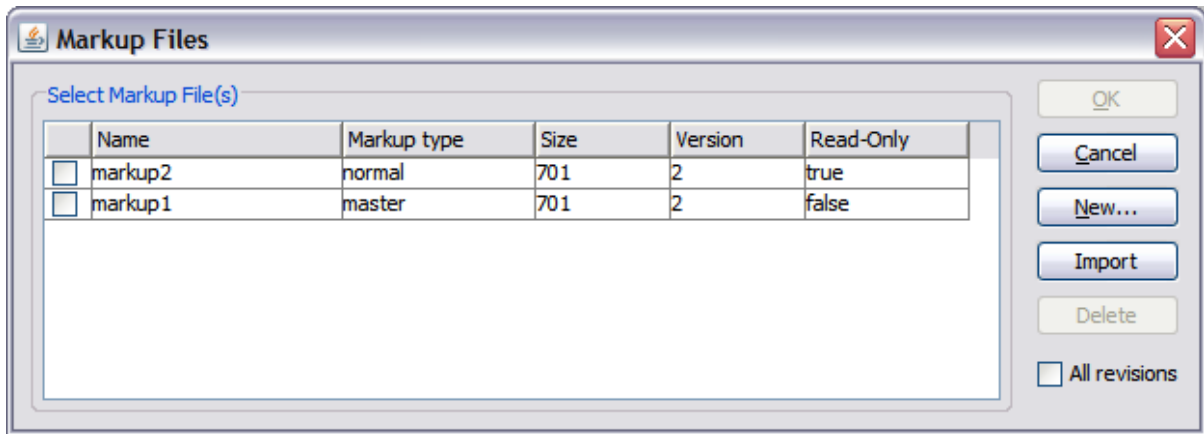 Markup Files
Select Markup File(s)
Name Markup type Size Version Read-Only
markup2 normal 701 2 true
markup1 master 701 2 false
OK
Cancel
New...
Import
Delete
All revisions